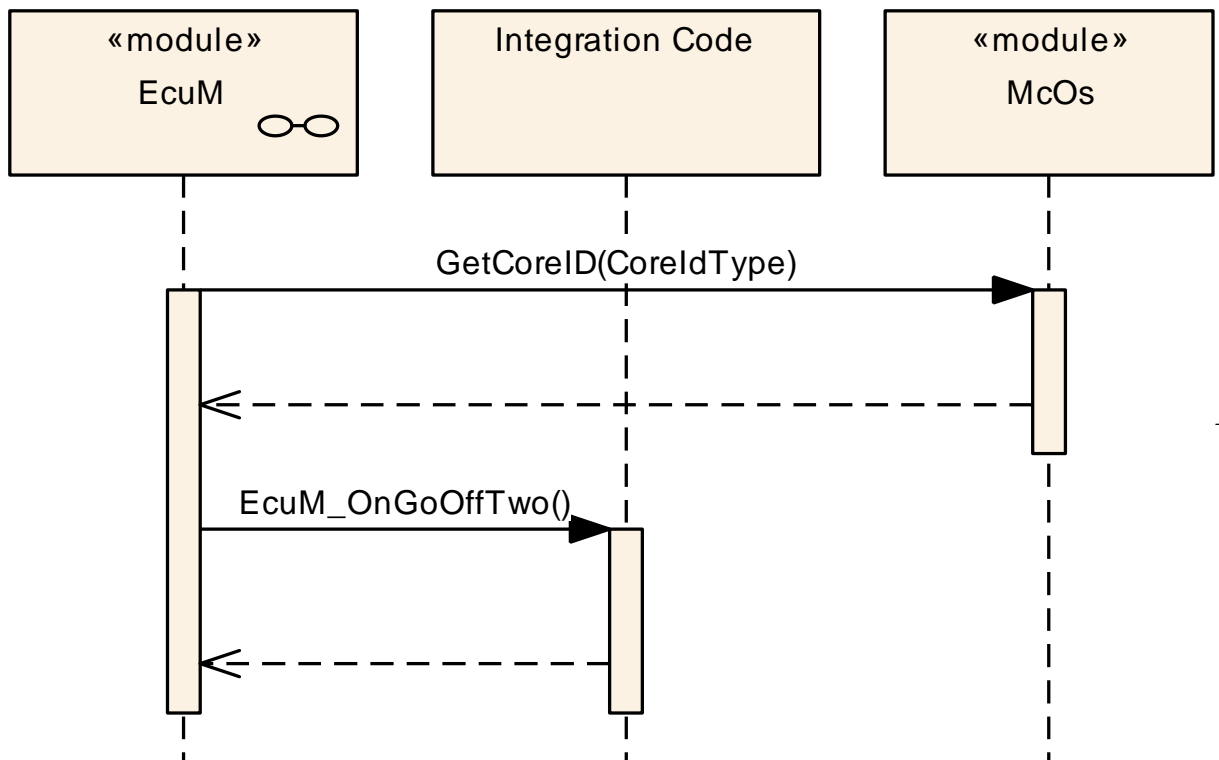 «module»
EcuM
Integration Code
«module»
McOs
GetCoreID(CoreIdType)
EcuM_OnGoOffTwo()